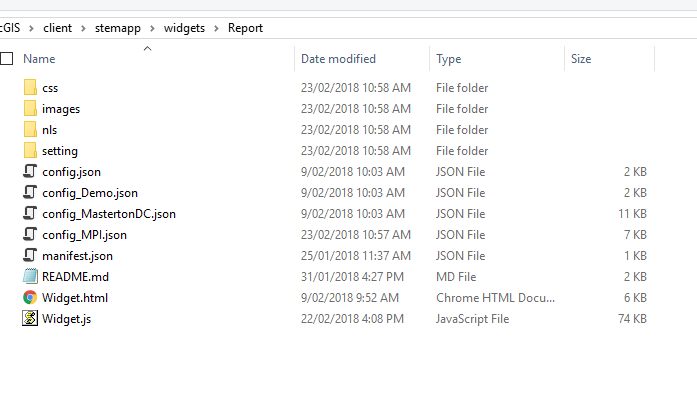 cGIS > client > stemapp > widgets > Report
Name Date modified Type Size
css 23/02/2018 10:58 AM File folder
images 23/02/2018 10:58 AM File folder
nls 23/02/2018 10:58 AM File folder
setting 23/02/2018 10:58 AM File folder
config.json 9/02/2018 10:03 AM JSON File 2 KB
config_Demo.json 9/02/2018 10:03 AM JSON File 2 KB
config_MastertonDC.json 9/02/2018 10:03 AM JSON File 11 KB
config_MPI.json 23/02/2018 10:57 AM JSON File 7 KB
manifest.json 25/01/2018 11:37 AM JSON File 1 KB
README.md 31/01/2018 4:27 PM MD File 2 KB
Widget.html 9/02/2018 9:52 AM Chrome HTML Docu... 6 KB
Widget.js 22/02/2018 4:08 PM JavaScript File 74 KB